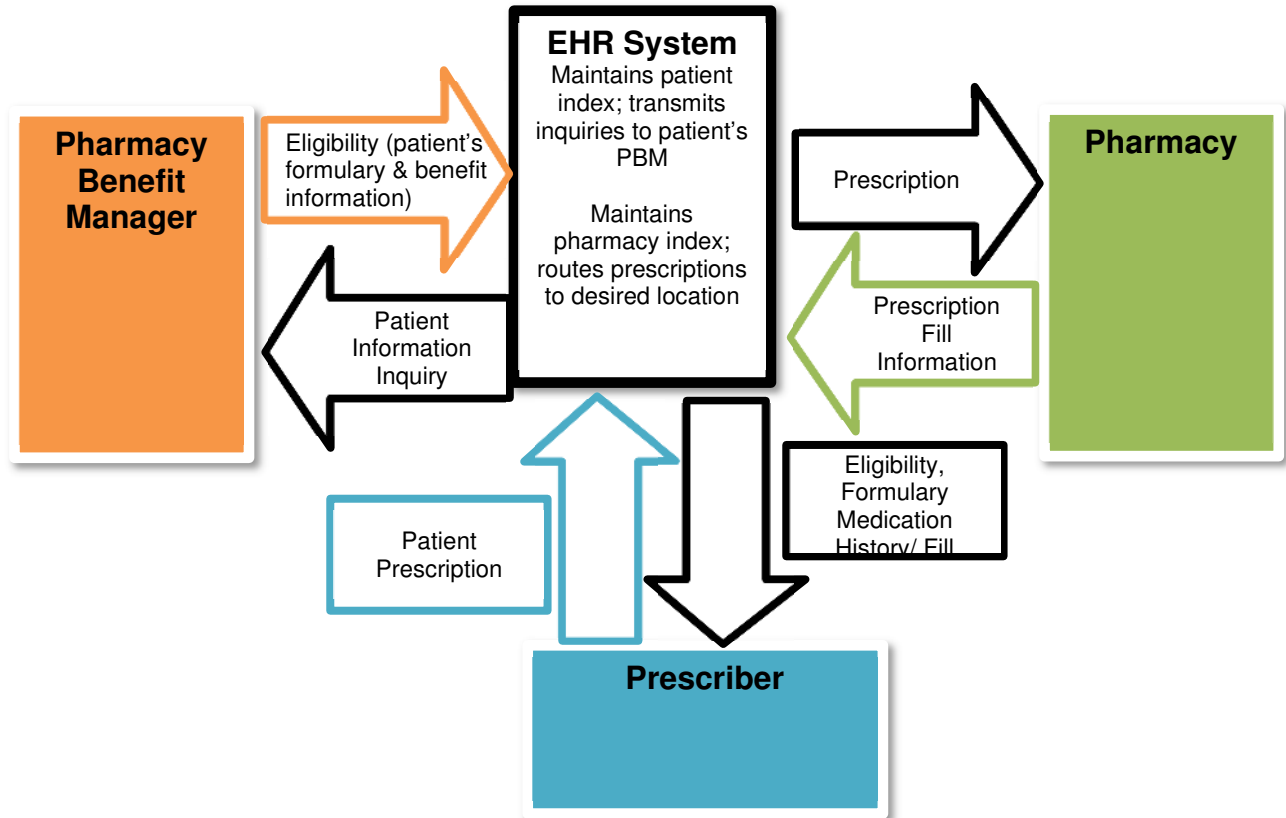 Pharmacy
Benefit
Manager
Eligibility (patient's
formulary & benefit
information)
Patient
Information
Inquiry
EHR System
Maintains patient
index; transmits
inquiries to patient's
PBM
Maintains
pharmacy index;
routes prescriptions
to desired location
Prescription
Prescription
Fill
Information
Pharmacy
Patient
Prescription
Eligibility,
Formulary
Medication
History/ Fill
Prescriber